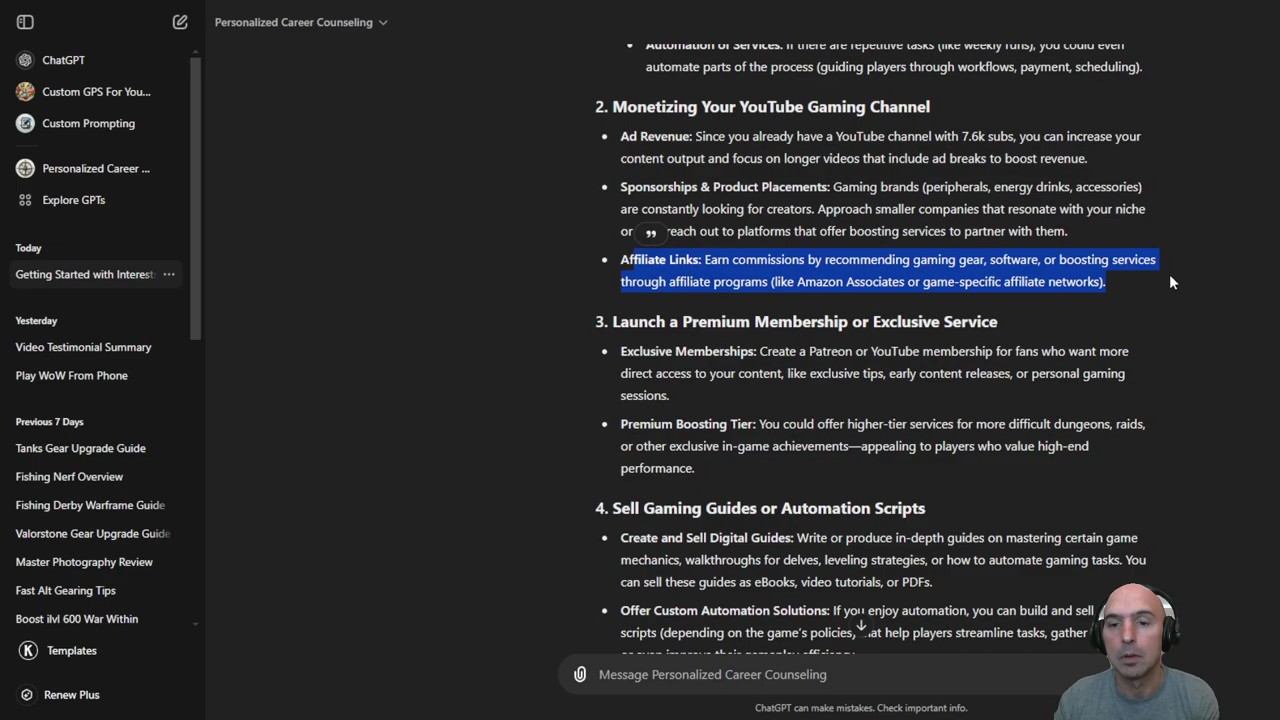 Personalized Career Counseling
ChatGPT
Custom GPS For You...
Custom Prompting
Personalized Career ...
Explore GPTs
Today
Getting Started with Interest
Yesterday
Video Testimonial Summary
Play WoW From Phone
Previous 7 Days
Tanks Gear Upgrade Guide
Fishing Nerf Overview
Fishing Derby Warframe Guide
Valorstone Gear Upgrade Guide
Master Photography Review
Fast Alt Gearing Tips
Boost ilvl 600 War Within
Templates
Renew Plus
Automation of Services: If there are repetitive tasks (like weekly runs), you could even
automate parts of the process (guiding players through workflows, payment, scheduling).
2. Monetizing Your YouTube Gaming Channel
Ad Revenue: Since you already have a YouTube channel with 7.6k subs, you can increase your
content output and focus on longer videos that include ad breaks to boost revenue.
Sponsorships & Product Placements: Gaming brands (peripherals, energy drinks, accessories)
are constantly looking for creators. Approach smaller companies that resonate with your niche
or reach out to platforms that offer boosting services to partner with them.
Affiliate Links: Earn commissions by recommending gaming gear, software, or boosting services
through affiliate programs (like Amazon Associates or game-specific affiliate networks).
3. Launch a Premium Membership or Exclusive Service
Exclusive Memberships: Create a Patreon or YouTube membership for fans who want more
direct access to your content, like exclusive tips, early content releases, or personal gaming
sessions.
Premium Boosting Tier: You could offer higher-tier services for more difficult dungeons, raids,
or other exclusive in-game achievements—appealing to players who value high-end
performance.
4. Sell Gaming Guides or Automation Scripts
Create and Sell Digital Guides: Write or produce in-depth guides on mastering certain game
mechanics, walkthroughs for delves, leveling strategies, or how to automate gaming tasks. You
can sell these guides as eBooks, video tutorials, or PDFs.
Offer Custom Automation Solutions: If you enjoy automation, you can build and sell
scripts (depending on the game's policies, that help players streamline tasks, gather
or even improve their gameplay efficiency.
Message Personalized Career Counseling
ChatGPT can make mistakes. Check important info.